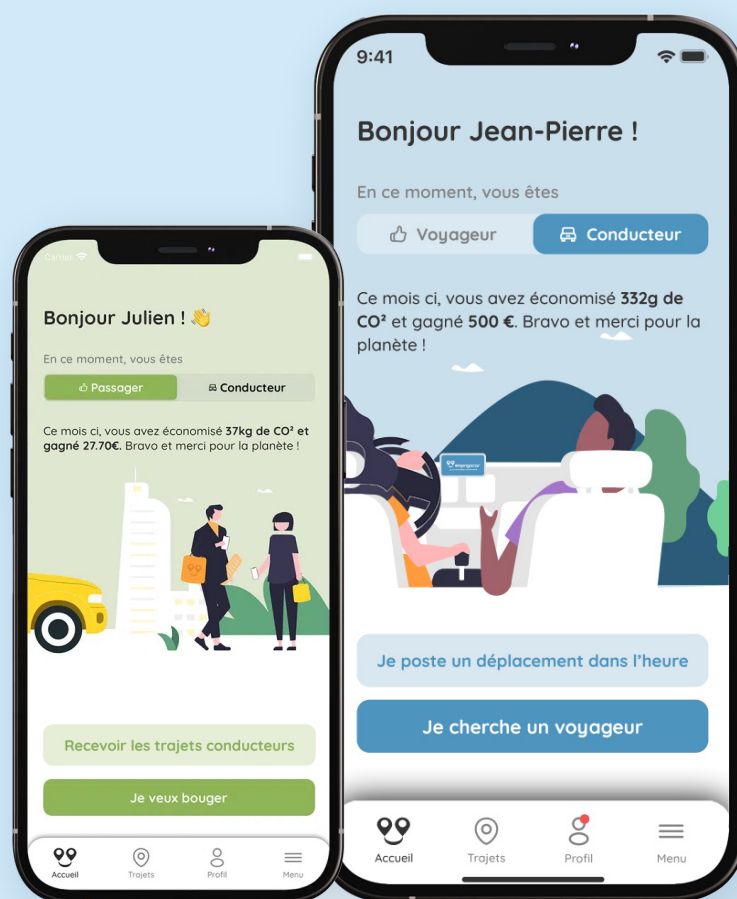 Carrier
Bonjour Julien ! 👋
En ce moment, vous êtes
Passager
Conducteur
Ce mois ci, vous avez économisé 37kg de CO² et
gagné 27.70€. Bravo et merci pour la planète !
Recevoir les trajets conducteurs
Je veux bouger
Accueil
Trajets
Profil
Menu
9:41
Bonjour Jean-Pierre !
En ce moment, vous êtes
Voyageur
Conducteur
Ce mois ci, vous avez économisé 332g de
CO² et gagné 500 €. Bravo et merci pour la
planète !
Je poste un déplacement dans l'heure
Je cherche un voyageur
Accueil
Trajets
Profil
Menu